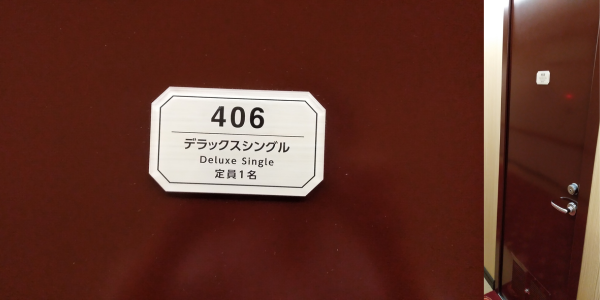 406
デラックスシングル
Deluxe Single
定員1名